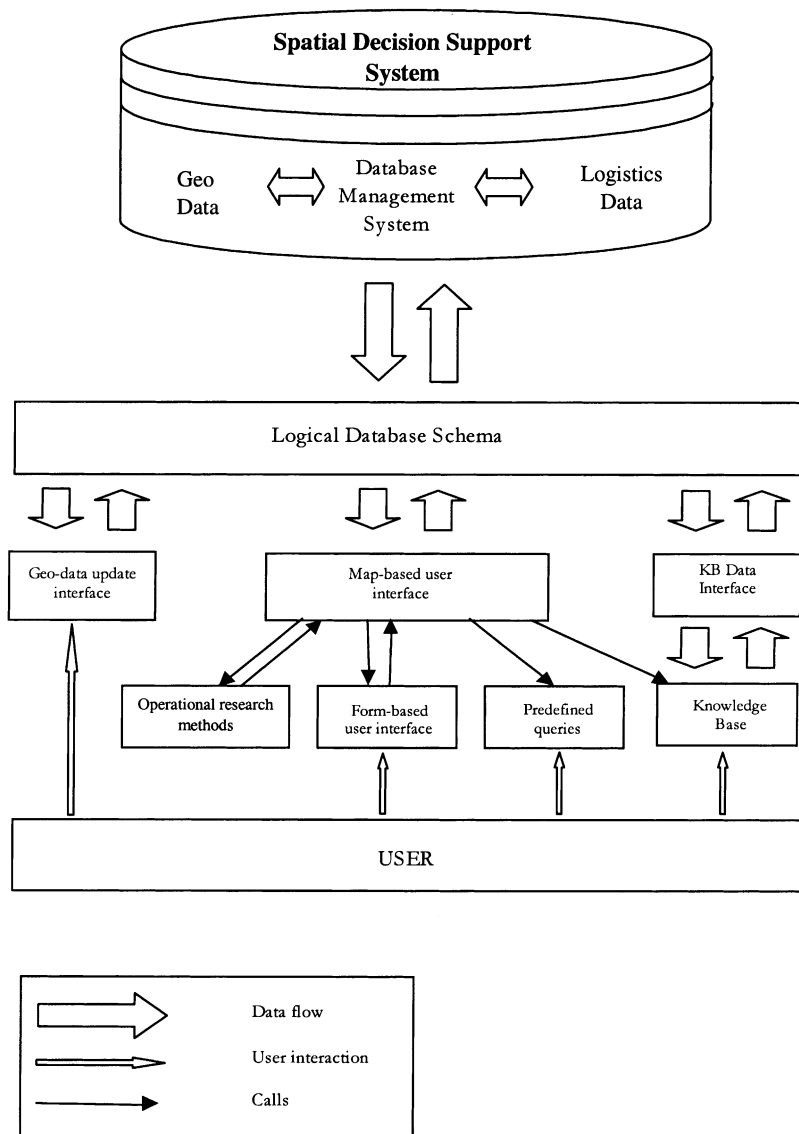 Spatial Decision Support
System
Geo
Data
Database
Management
System
Logistics
Data
Logical Database Schema
Geo-data update
interface
Map-based user
interface
KB Data
Interface
Operational research
methods
Form-based
user interface
Predefined
queries
Knowledge
Base
USER
Data flow
User interaction
Calls